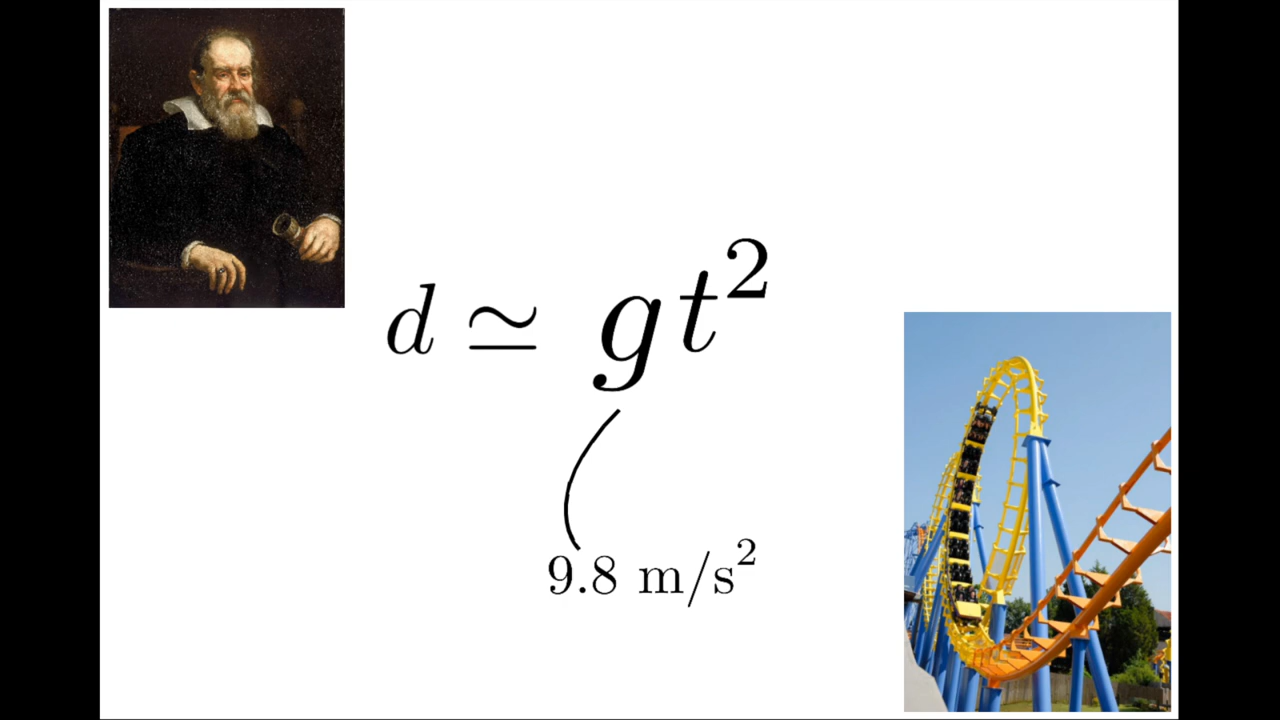 d ≃ gt²
9.8 m/s²